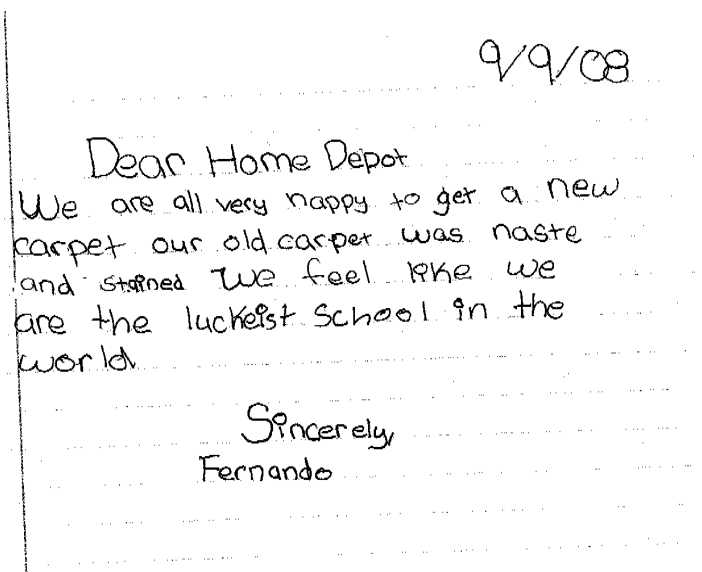 9/9/08
Dear Home Depot
We are all very happy to get a new
carpet our old carpet was naste
and stained We feel like we
are the luckeist School in the
world
Sincerely,
Fernando